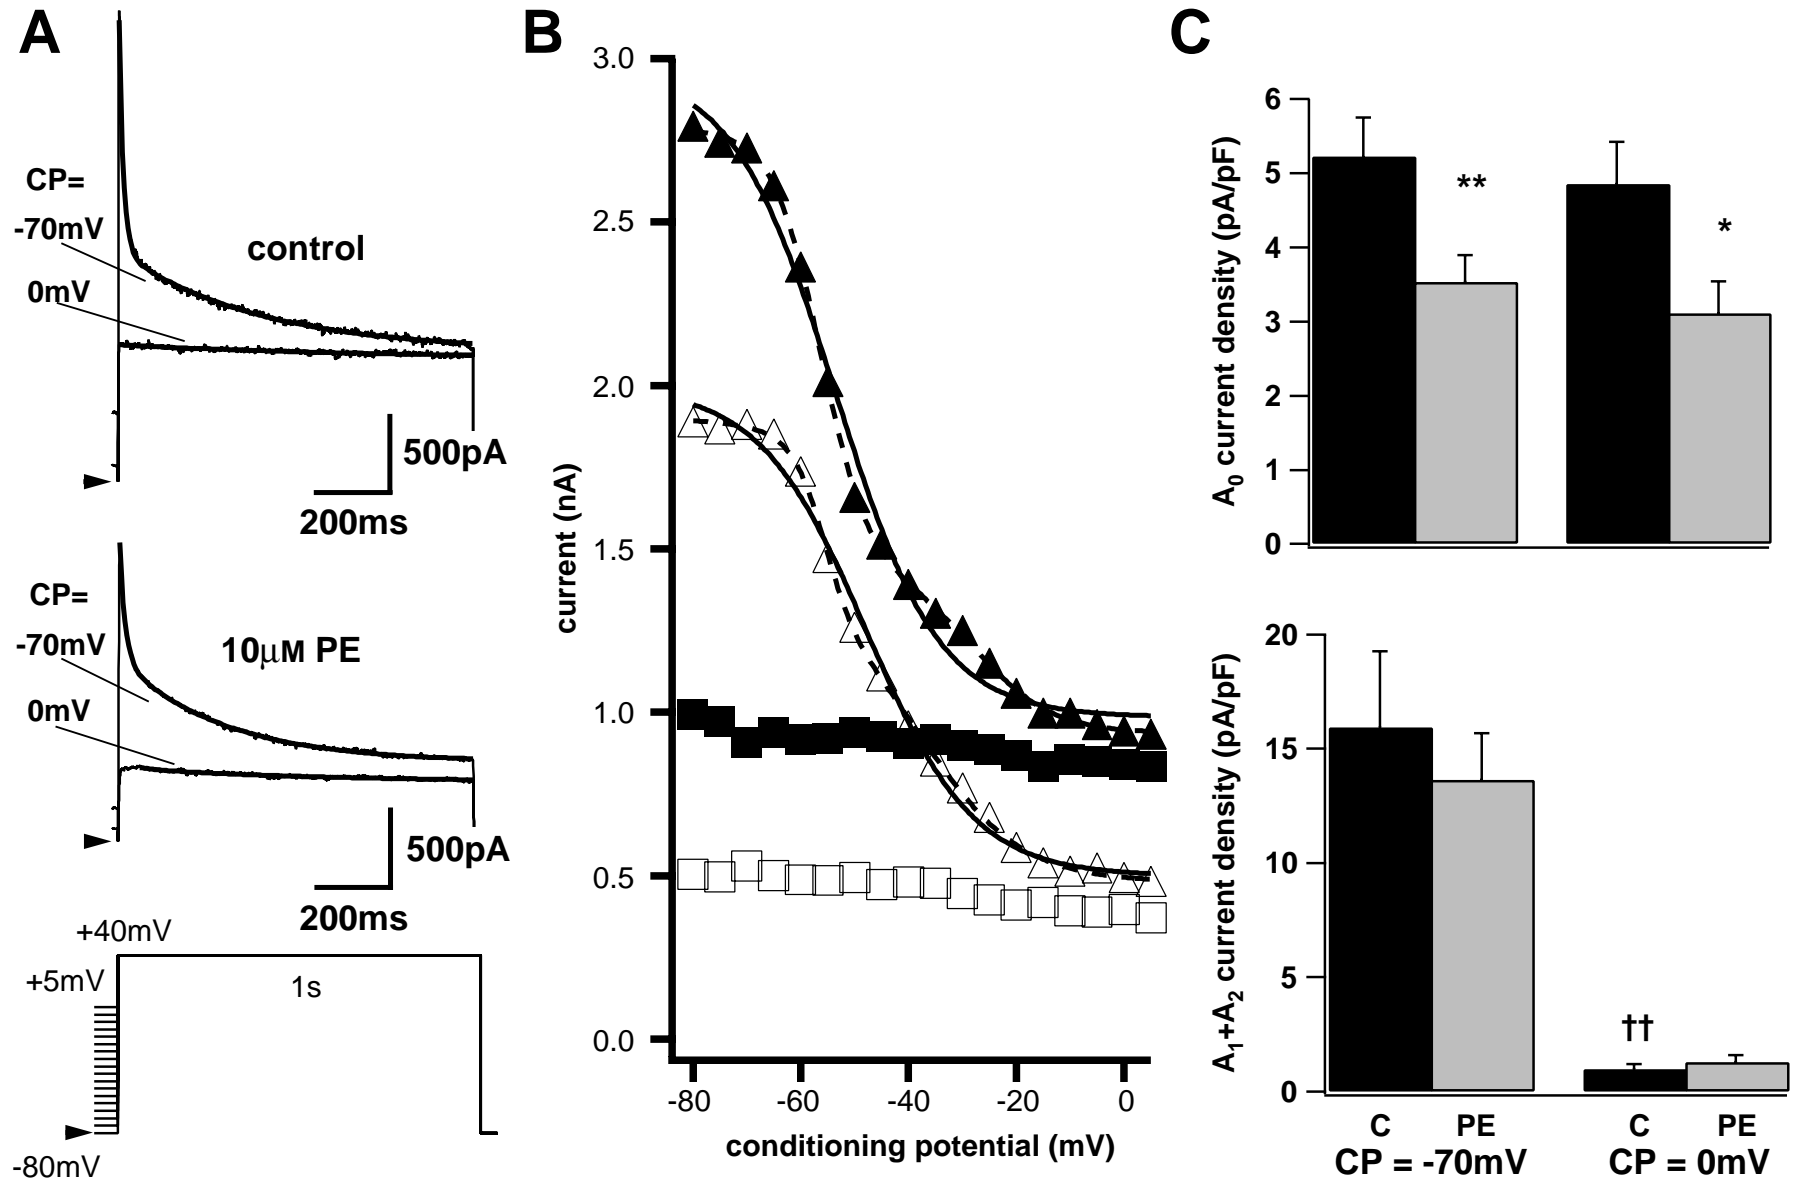 A
CP=
-70mV
0mV
control
500pA
200ms
CP=
-70mV
0mV
10μM PE
500pA
200ms
+40mV
+5mV
1s
-80mV
B
3.0
2.5
2.0
1.5
1.0
0.5
0.0
current (nA)
-80 -60 -40 -20 0
conditioning potential (mV)
C
6
5
4
3
2
1
0
A0 current density (pA/pF)
**
*
20
15
10
5
0
A1+A2 current density (pA/pF)
††
C PE C PE
CP = -70mV CP = 0mV